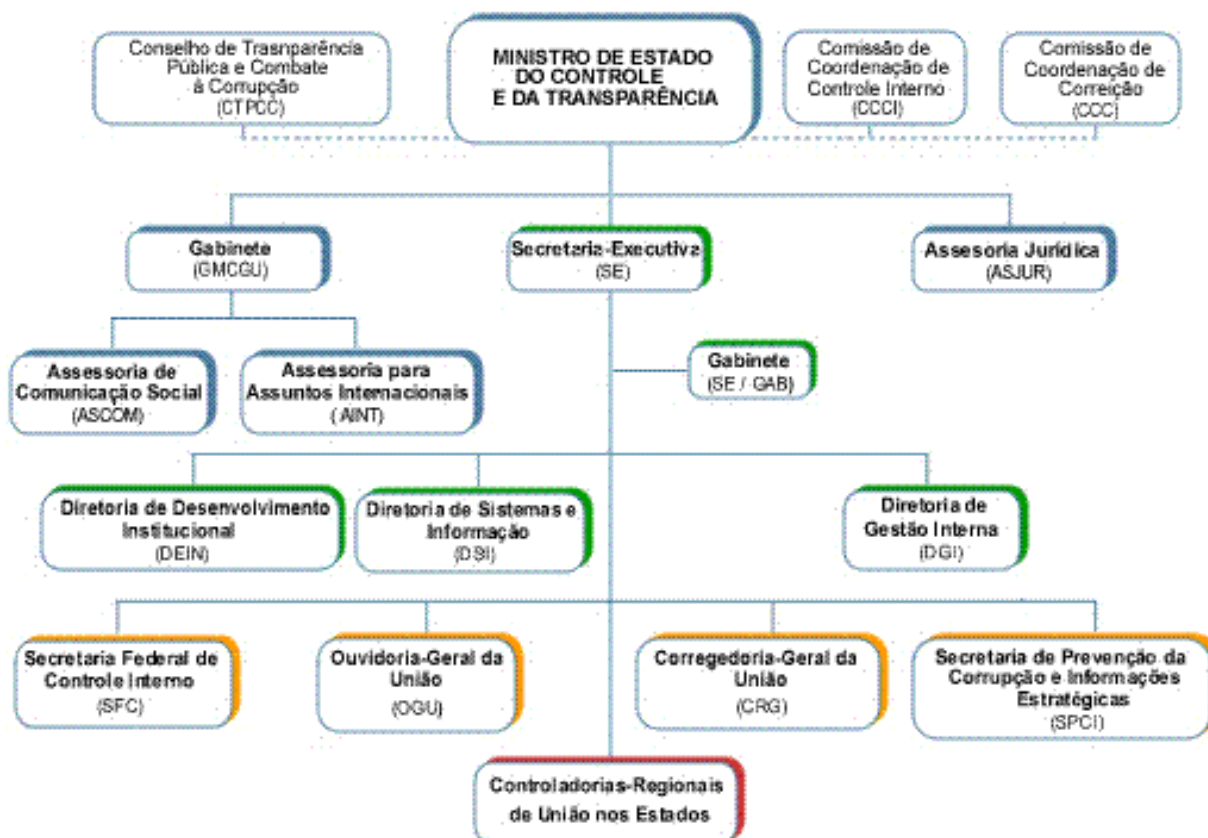 Conselho de Trasnparência
Pública e Combate
à Corrupção
(CTPCC)
MINISTRO DE ESTADO
DO CONTROLE
E DA TRANSPARÊNCIA
Comissão de
Coordenação de
Controle Interno
(CCCI)
Comissão de
Coordenação de
Correição
(CCC)
Gabinete
(GMCGU)
Secretaria-Executiva
(SE)
Assesoria Jurídica
(ASJUR)
Assessoria de
Comunicação Social
(ASCOM)
Assessoria para
Assuntos Internacionais
( AINT)
Gabinete
(SE / GAB)
Diretoria de Desenvolvimento
Institucional
(DEIN)
Diretoria de Sistemas e
Informação
(DSI)
Diretoria de
Gestão Interna
(DGI)
Secretaria Federal de
Controle Interno
(SFC)
Ouvidoria-Geral da
União
(OGU)
Corregedoria-Geral da
União
(CRG)
Secretaria de Prevenção da
Corrupção e Informações
Estratégicas
(SPCI)
Controladorias-Regionais
de União nos Estados